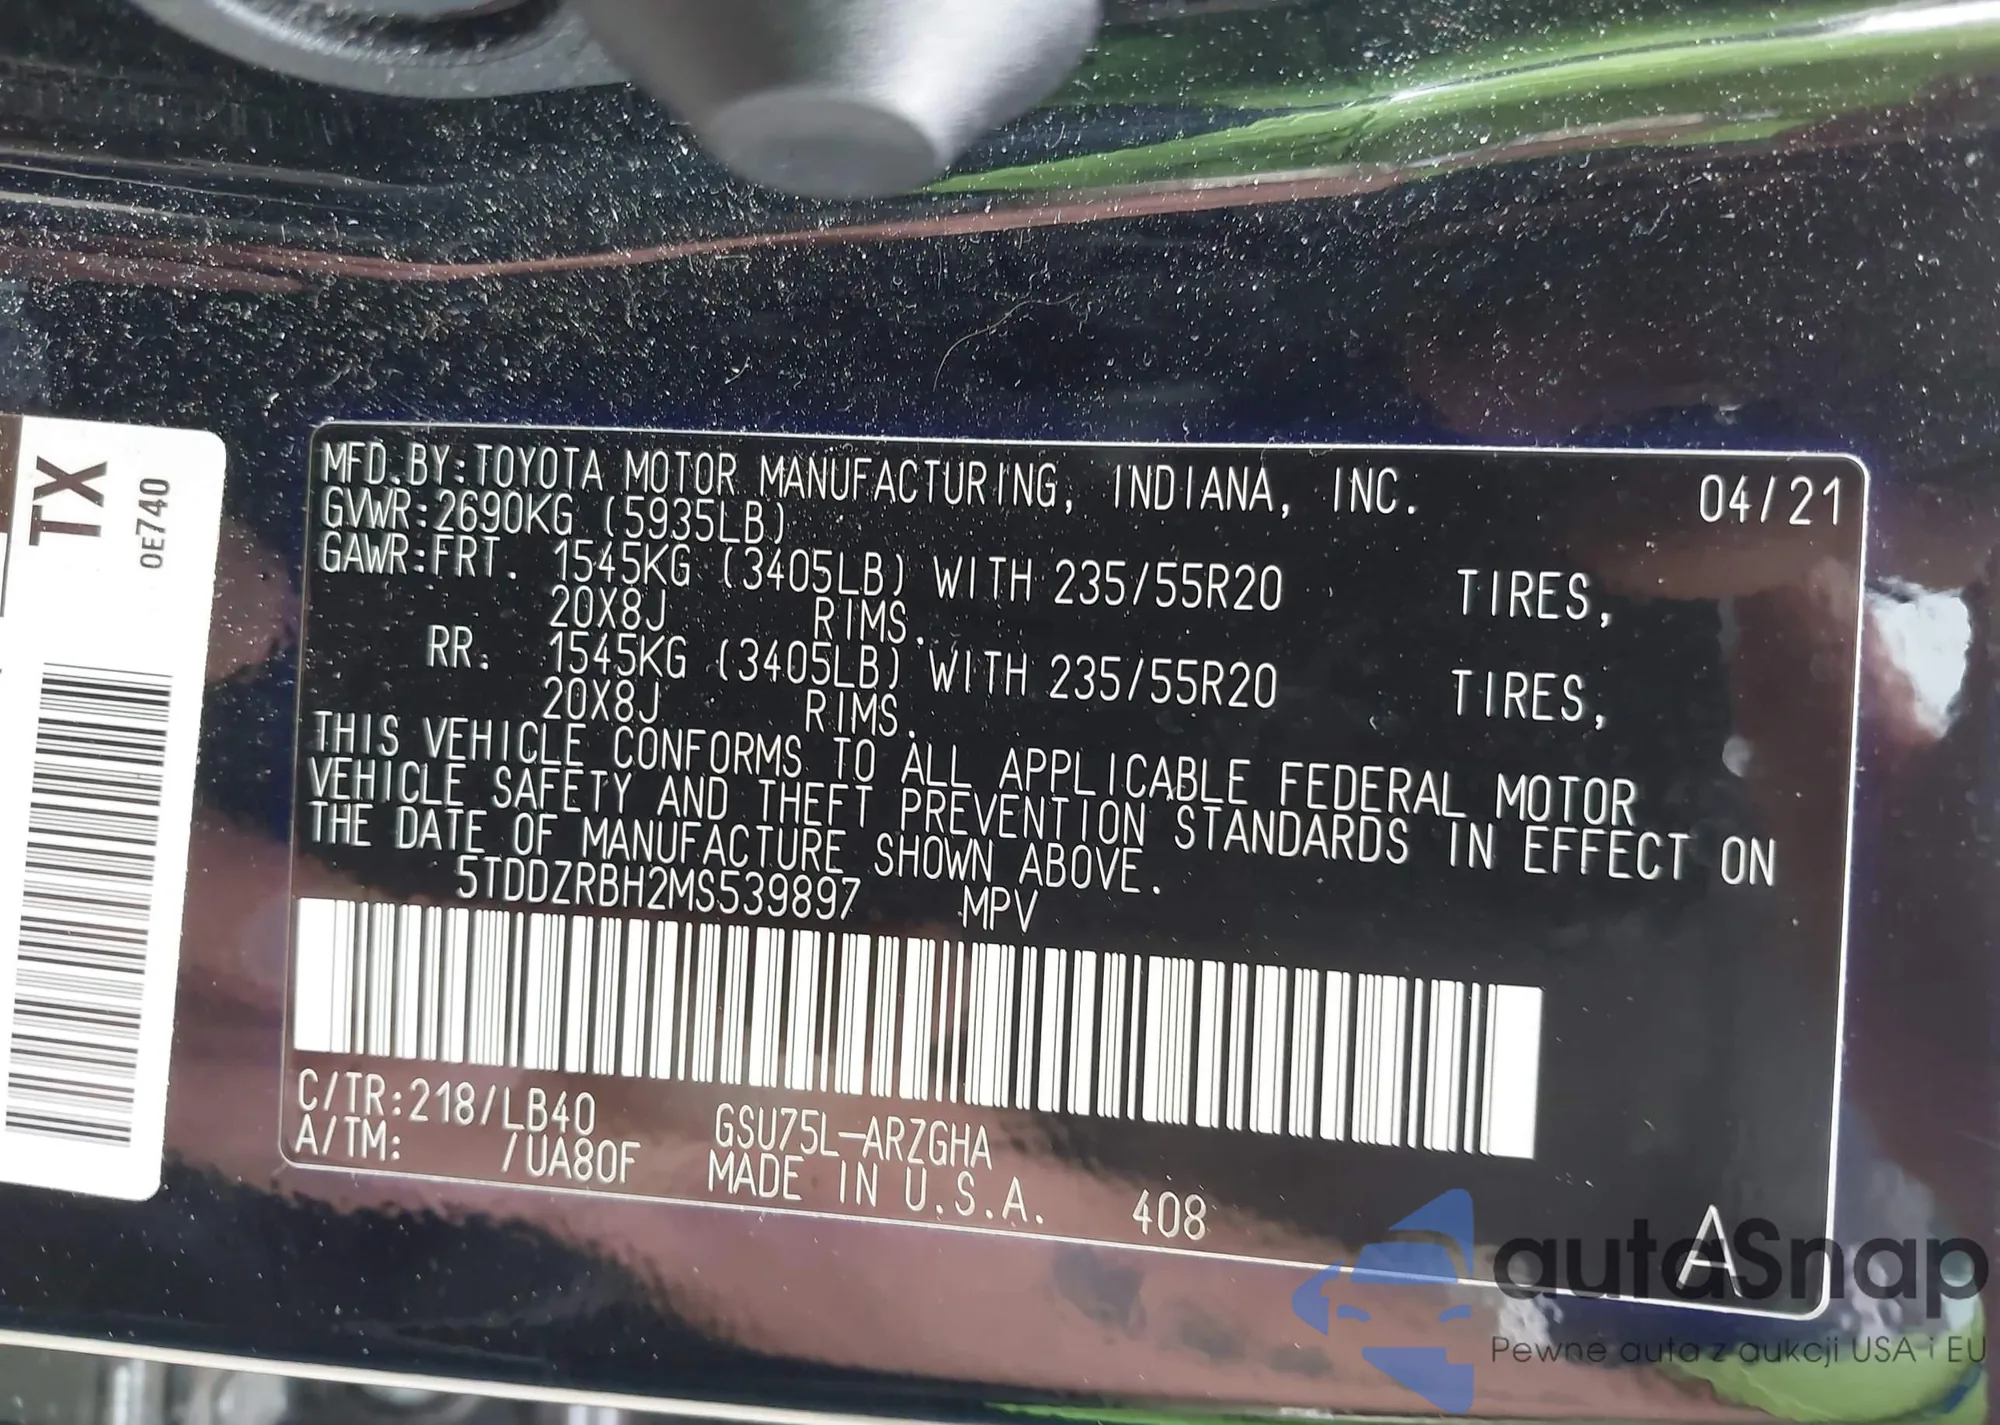 TX
0E740
MFD.BY:TOYOTA MOTOR MANUFACTURING, INDIANA, INC. 04/21
GVWR:2690KG (5935LB)
GAWR:FRT. 1545KG (3405LB) WITH 235/55R20 TIRES,
20X8J RIMS.
RR. 1545KG (3405LB) WITH 235/55R20 TIRES,
20X8J RIMS.
THIS VEHICLE CONFORMS TO ALL APPLICABLE FEDERAL MOTOR
VEHICLE SAFETY AND THEFT PREVENTION STANDARDS IN EFFECT ON
THE DATE OF MANUFACTURE SHOWN ABOVE.
5TDDZRBH2MS539897 MPV
C/TR:218/LB40 GSU75L-ARZGHA
A/TM: /UA80F MADE IN U.S.A. 408
A
autoSnap
Pewne auta z aukcji USA i EU